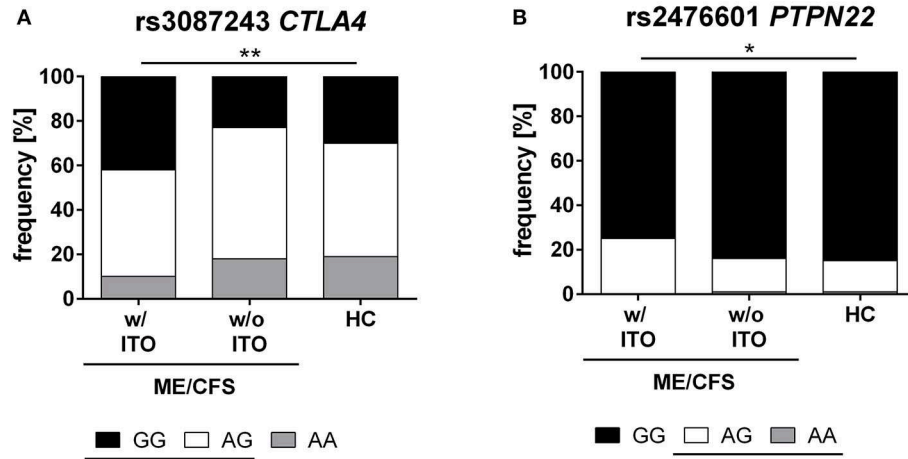 A
rs3087243 CTLA4
**
frequency [%]
100
80
60
40
20
0
w/
ITO
w/o
ITO
HC
ME/CFS
GG AG AA
B
rs2476601 PTPN22
*
frequency [%]
100
80
60
40
20
0
w/
ITO
w/o
ITO
HC
ME/CFS
GG AG AA